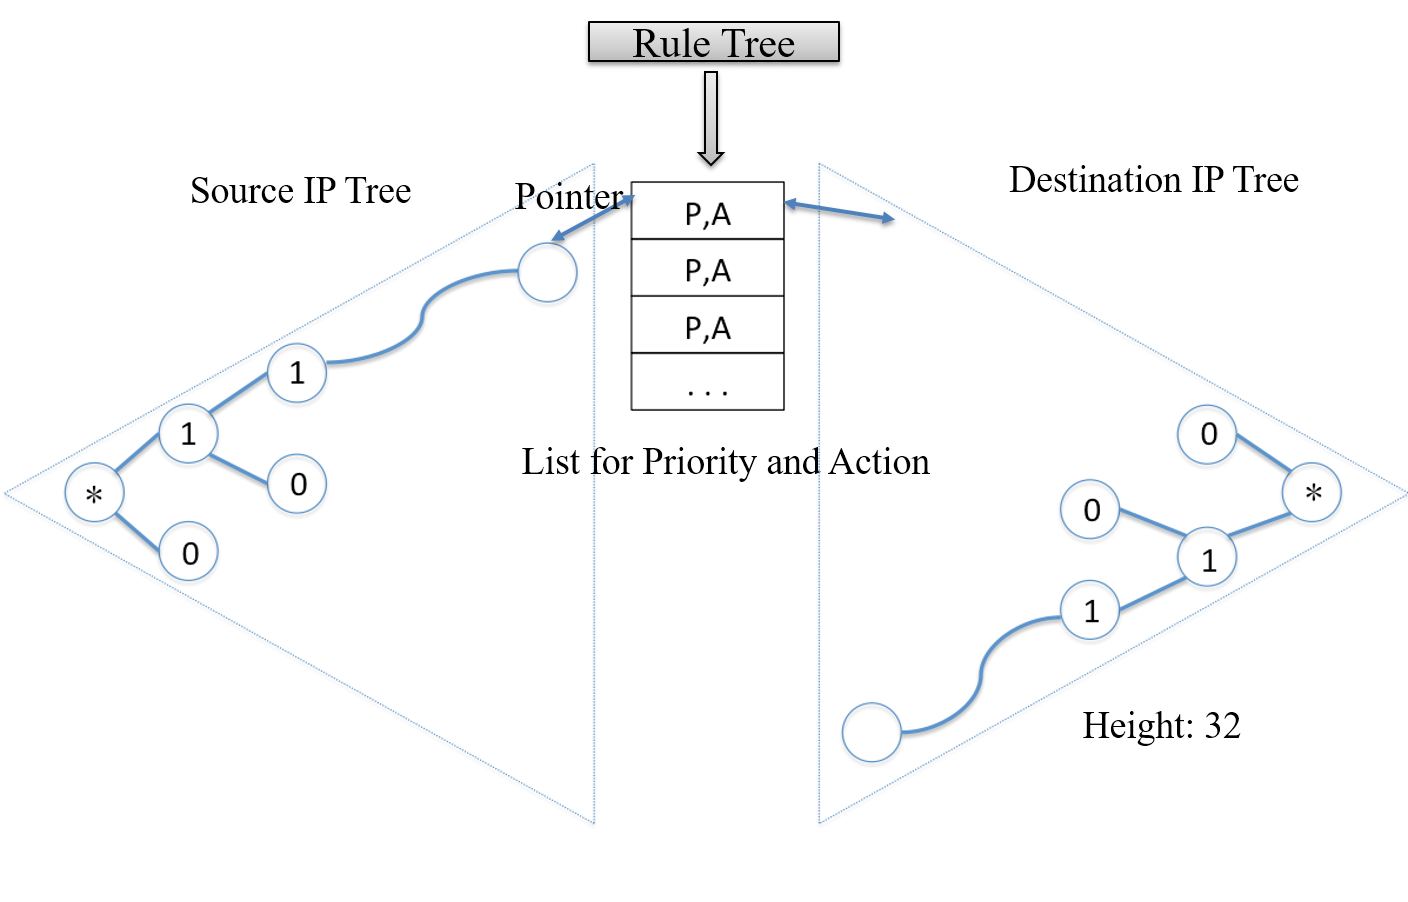 Rule Tree
Source IP Tree
Pointer
Destination IP Tree
P,A
P,A
P,A
. . .
List for Priority and Action
1
1
0
*
0
0
0
*
1
1
Height: 32